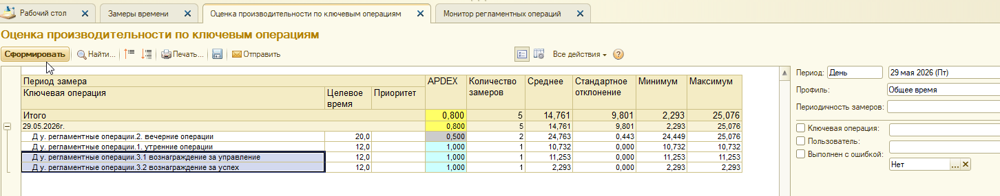 Рабочий стол Замеры времени Оценка производительности по ключевым операциям Монитор регламентных операций
Оценка производительности по ключевым операциям
Сформировать Найти... Печать... Отправить Все действия
Период замера APDEX Количество замеров Среднее Стандартное отклонение Минимум Максимум
Ключевая операция Целевое время Приоритет
Итого 0,800 5 14,761 9,801 2,293 25,076
29.05.2026г. 0,800 5 14,761 9,801 2,293 25,076
Д у. регламентные операции.2. вечерние операции 20,0 0,500 2 24,763 0,443 24,449 25,076
Д у. регламентные операции.1. утренние операции 12,0 1,000 1 10,732 0,000 10,732 10,732
Д у. регламентные операции.3.1 вознаграждение за управление 12,0 1,000 1 11,253 0,000 11,253 11,253
Д у. регламентные операции.3.2 вознаграждение за успех 12,0 1,000 1 2,293 0,000 2,293 2,293
Период: День 29 мая 2026 (Пт)
Профиль: Общее время
Периодичность замеров:
Ключевая операция:
Пользователь:
Выполнен с ошибкой:
Нет ...